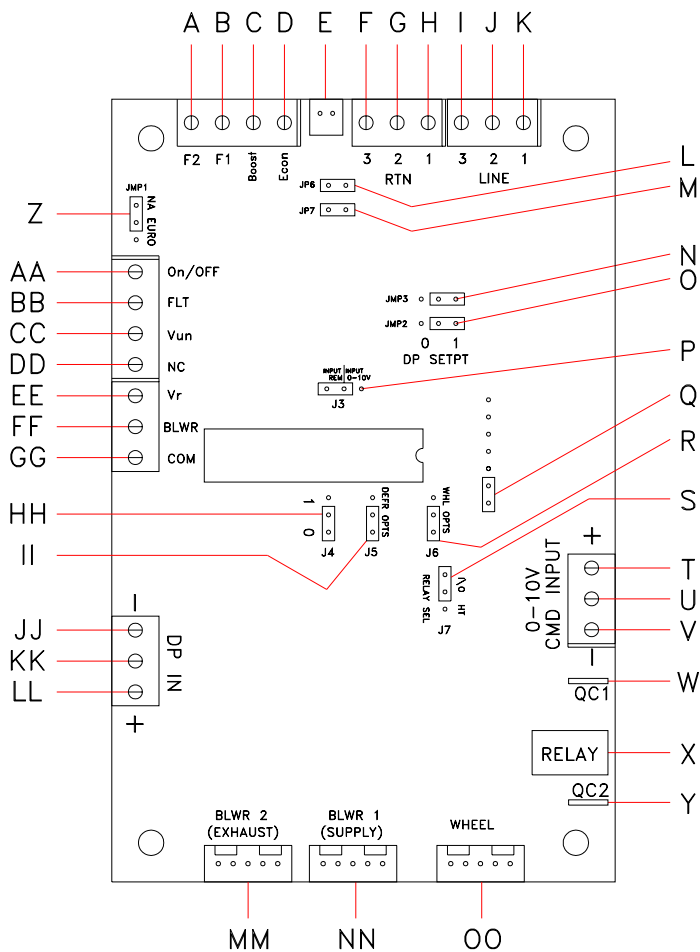 A B C D E F G H I J K
F2 F1 Boost Econ
3 2 1
RTN
3 2 1
LINE
L
M
JP6
JP7
JMP1
NA EURO
Z
N
O
JMP3
JMP2
0 1
DP SETPT
AA On/OFF
BB FLT
CC Vun
DD NC
EE Vr
FF BLWR
GG COM
INPUT INPUT
REM 0-10V
J3
P
Q
R
S
HH
II
1
0
J4
DEFR OPTS
J5
WHL OPTS
J6
I/O HT
RELAY SEL
J7
+
0-10V
CMD INPUT
-
T
U
V
W
QC1
RELAY
X
QC2
Y
JJ
KK
LL
-
DP IN
+
BLWR 2
(EXHAUST)
BLWR 1
(SUPPLY)
WHEEL
MM NN OO